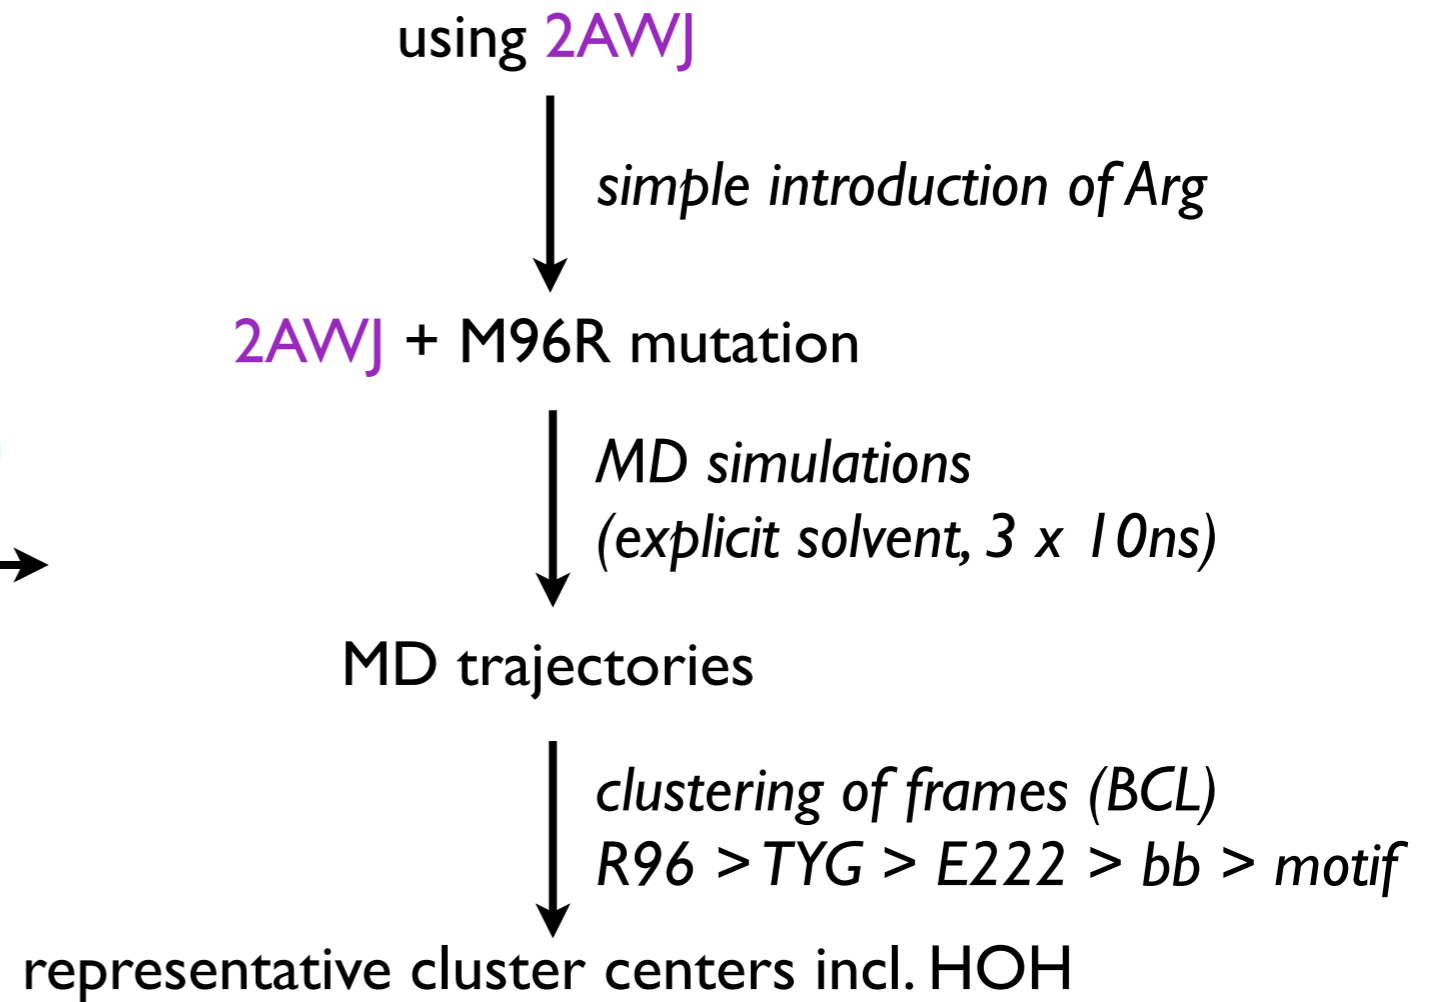 using 2AWJ
simple introduction of Arg
2AWJ + M96R mutation
MD simulations
(explicit solvent, 3 x 10ns)
MD trajectories
clustering of frames (BCL)
R96 > TYG > E222 > bb > motif
representative cluster centers incl. HOH